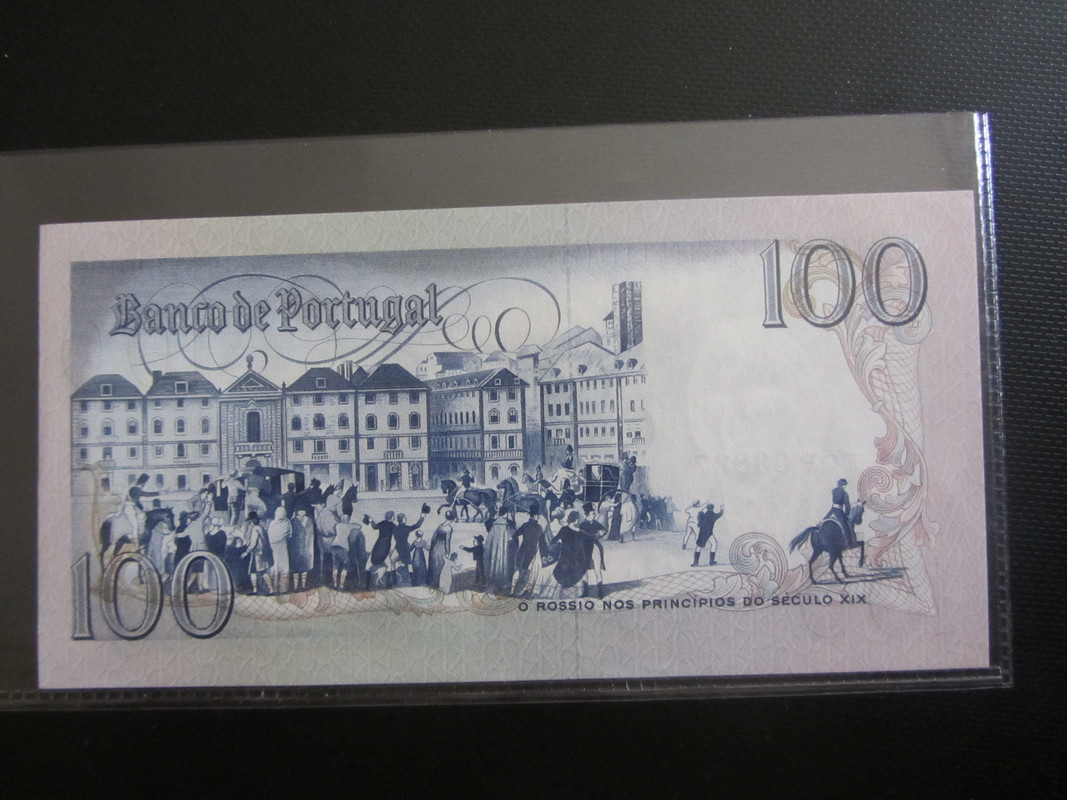 Banco de Portugal
100
100
O ROSSIO NOS PRINCÍPIOS DO SÉCULO XIX